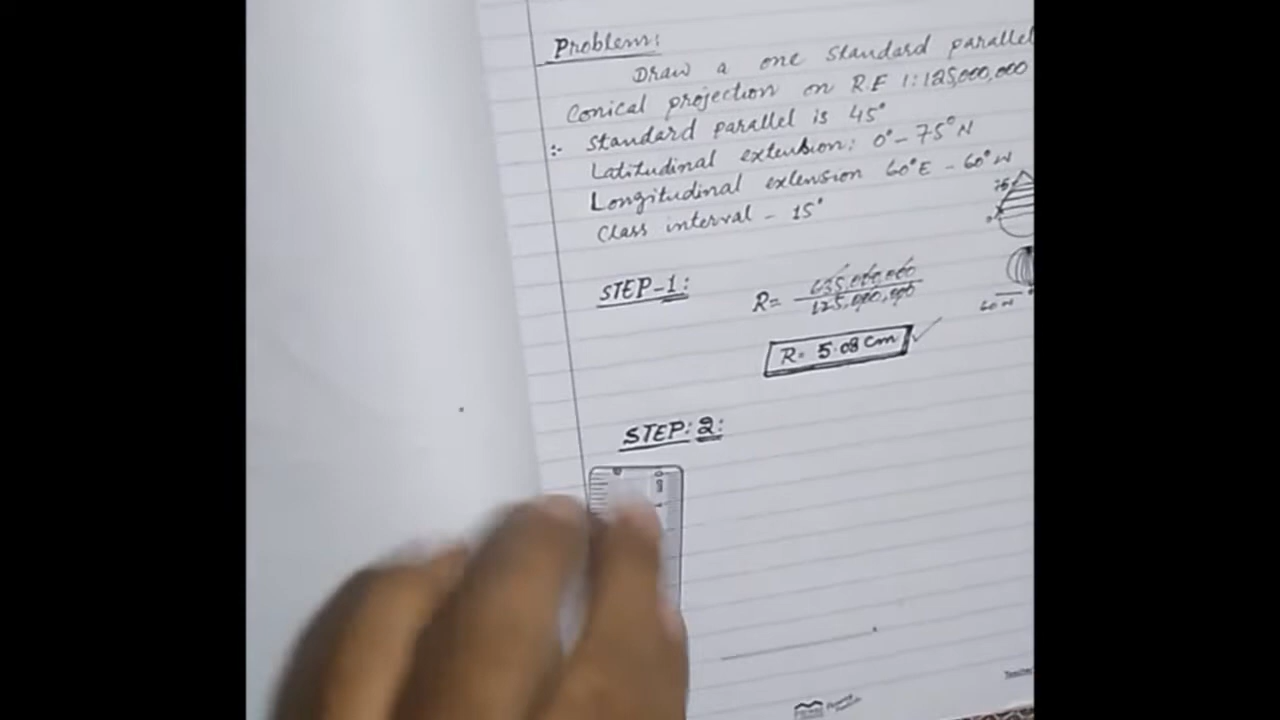 Problem:
Draw a one standard parallel
Conical projection on R.F 1:125,000,000
:- Standard parallel is 45°
Latitudinal extension: 0°- 75°N
Longitudinal extension 60°E - 60°W
Class interval - 15°
STEP-1:
R= 635,000,000
125,000,000
R= 5.08 cm
STEP: 2: